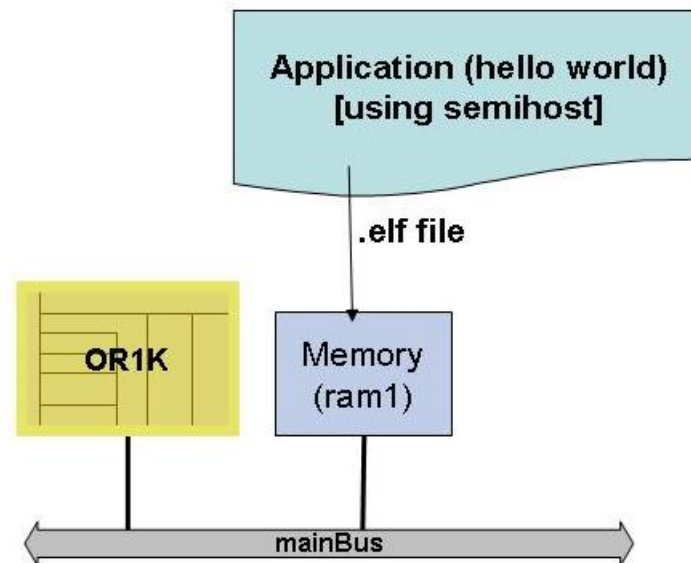 Application (hello world)
[using semihost]
.elf file
OR1K
Memory
(ram1)
mainBus